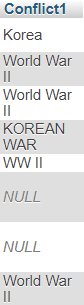 Conflict1
Korea
World War
II
World War
II
KOREAN
WAR
WW II
NULL
NULL
World War
II